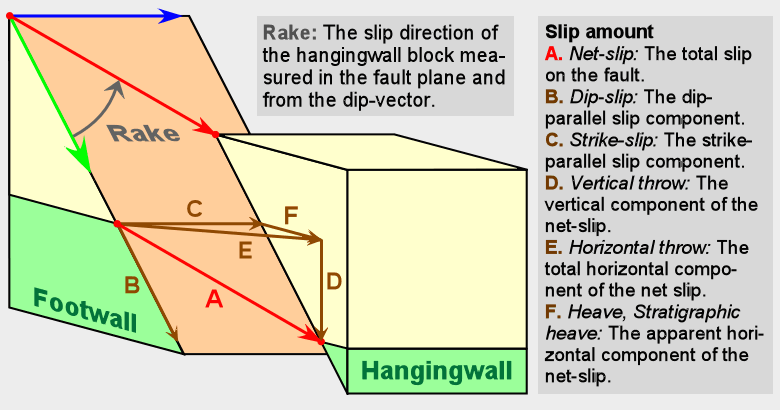 Rake: The slip direction of
the hangingwall block mea-
sured in the fault plane and
from the dip-vector.
Slip amount
A. Net-slip: The total slip
on the fault.
B. Dip-slip: The dip-
parallel slip component.
C. Strike-slip: The strike-
parallel slip component.
D. Vertical throw: The
vertical component of the
net-slip.
E. Horizontal throw: The
total horizontal compo-
nent of the net slip.
F. Heave, Stratigraphic
heave: The apparent hori-
zontal component of the
net-slip.
Rake
C
F
E
B
D
A
Footwall
Hangingwall